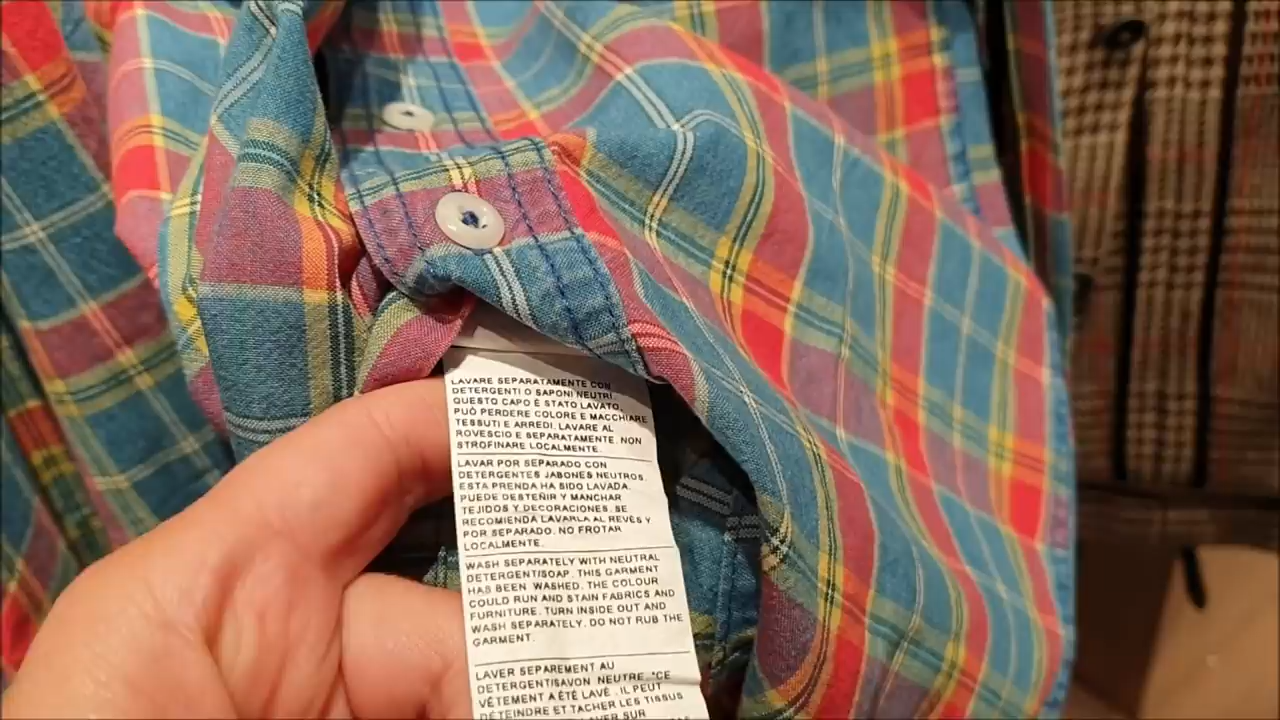 LAVARE SEPARATAMENTE CON
DETERGENTI O SAPONI NEUTRI.
QUESTO CAPO È STATO LAVATO,
PUÒ PERDERE COLORE E MACCHIARE
TESSUTI E ARREDI. LAVARE AL
ROVESCIO E SEPARATAMENTE. NON
STROFINARE LOCALMENTE.
LAVAR POR SEPARADO CON
DETERGENTES JABONES NEUTROS.
ESTA PRENDA HA SIDO LAVADA.
PUEDE DESTEÑIR Y MANCHAR
TEJIDOS Y DECORACIONES. SE
RECOMIENDA LAVARLA AL REVÉS Y
POR SEPARADO. NO FROTAR
LOCALMENTE.
WASH SEPARATELY WITH NEUTRAL
DETERGENT/SOAP. THIS GARMENT
HAS BEEN WASHED. THE COLOUR
COULD RUN AND STAIN FABRICS AND
FURNITURE. TURN INSIDE OUT AND
WASH SEPARATELY. DO NOT RUB THE
GARMENT.
LAVER SEPAREMENT AU
DETERGENT/SAVON NEUTRE. "CE
VÊTEMENT A ÉTÉ LAVÉ. IL PEUT
DÉTEINDRE ET TACHER LES TISSUS
LAVER SUR